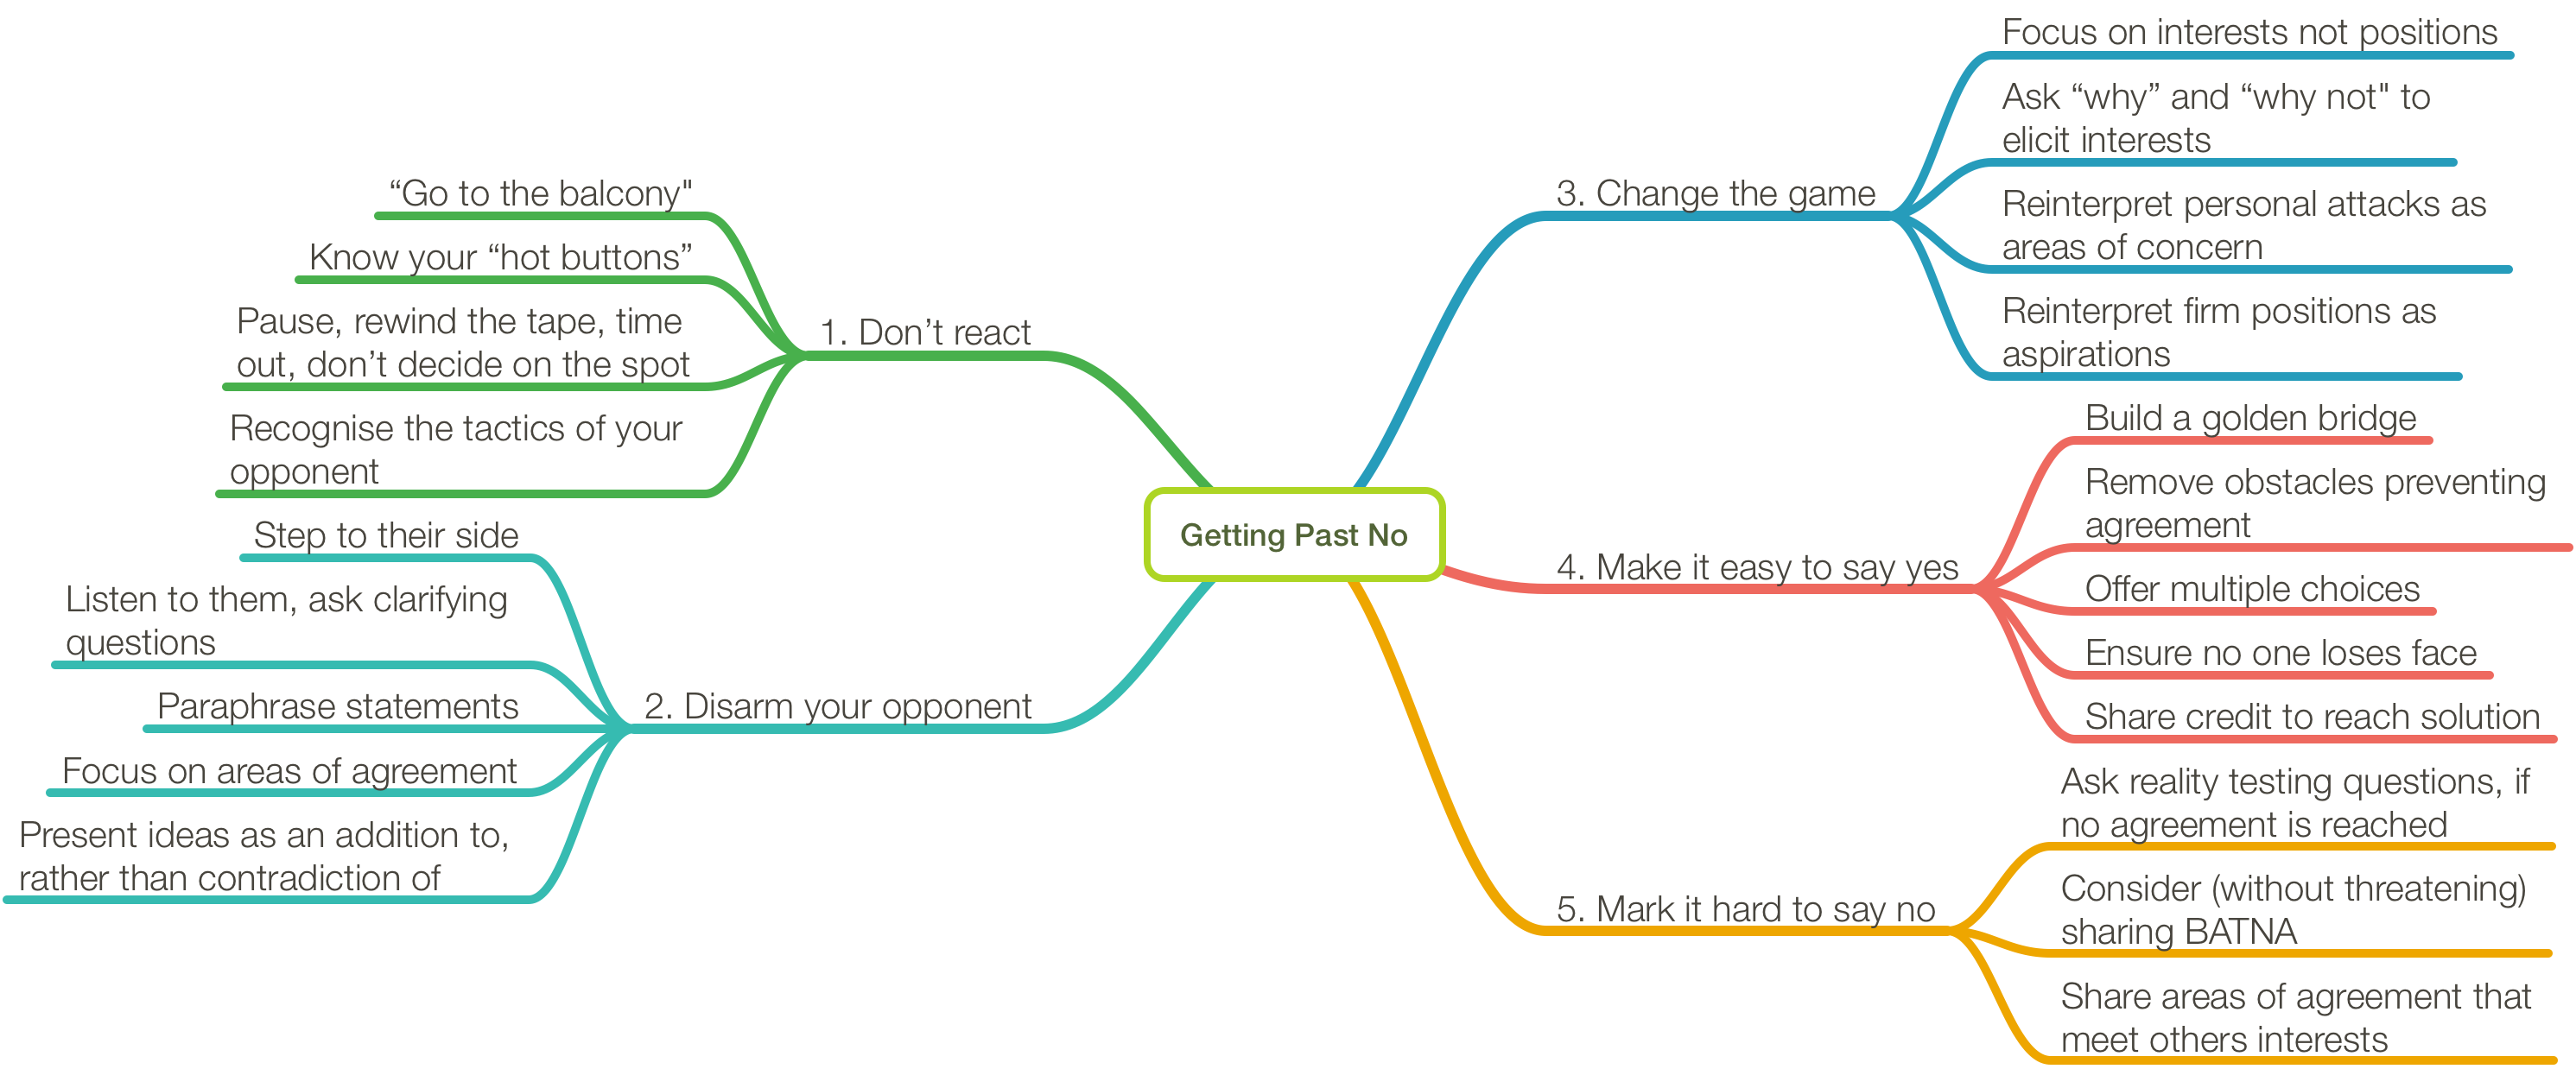 Getting Past No
1. Don’t react
“Go to the balcony"
Know your “hot buttons”
Pause, rewind the tape, time
out, don’t decide on the spot
Recognise the tactics of your
opponent
2. Disarm your opponent
Step to their side
Listen to them, ask clarifying
questions
Paraphrase statements
Focus on areas of agreement
Present ideas as an addition to,
rather than contradiction of
3. Change the game
Focus on interests not positions
Ask “why” and “why not" to
elicit interests
Reinterpret personal attacks as
areas of concern
Reinterpret firm positions as
aspirations
4. Make it easy to say yes
Build a golden bridge
Remove obstacles preventing
agreement
Offer multiple choices
Ensure no one loses face
Share credit to reach solution
5. Mark it hard to say no
Ask reality testing questions, if
no agreement is reached
Consider (without threatening)
sharing BATNA
Share areas of agreement that
meet others interests